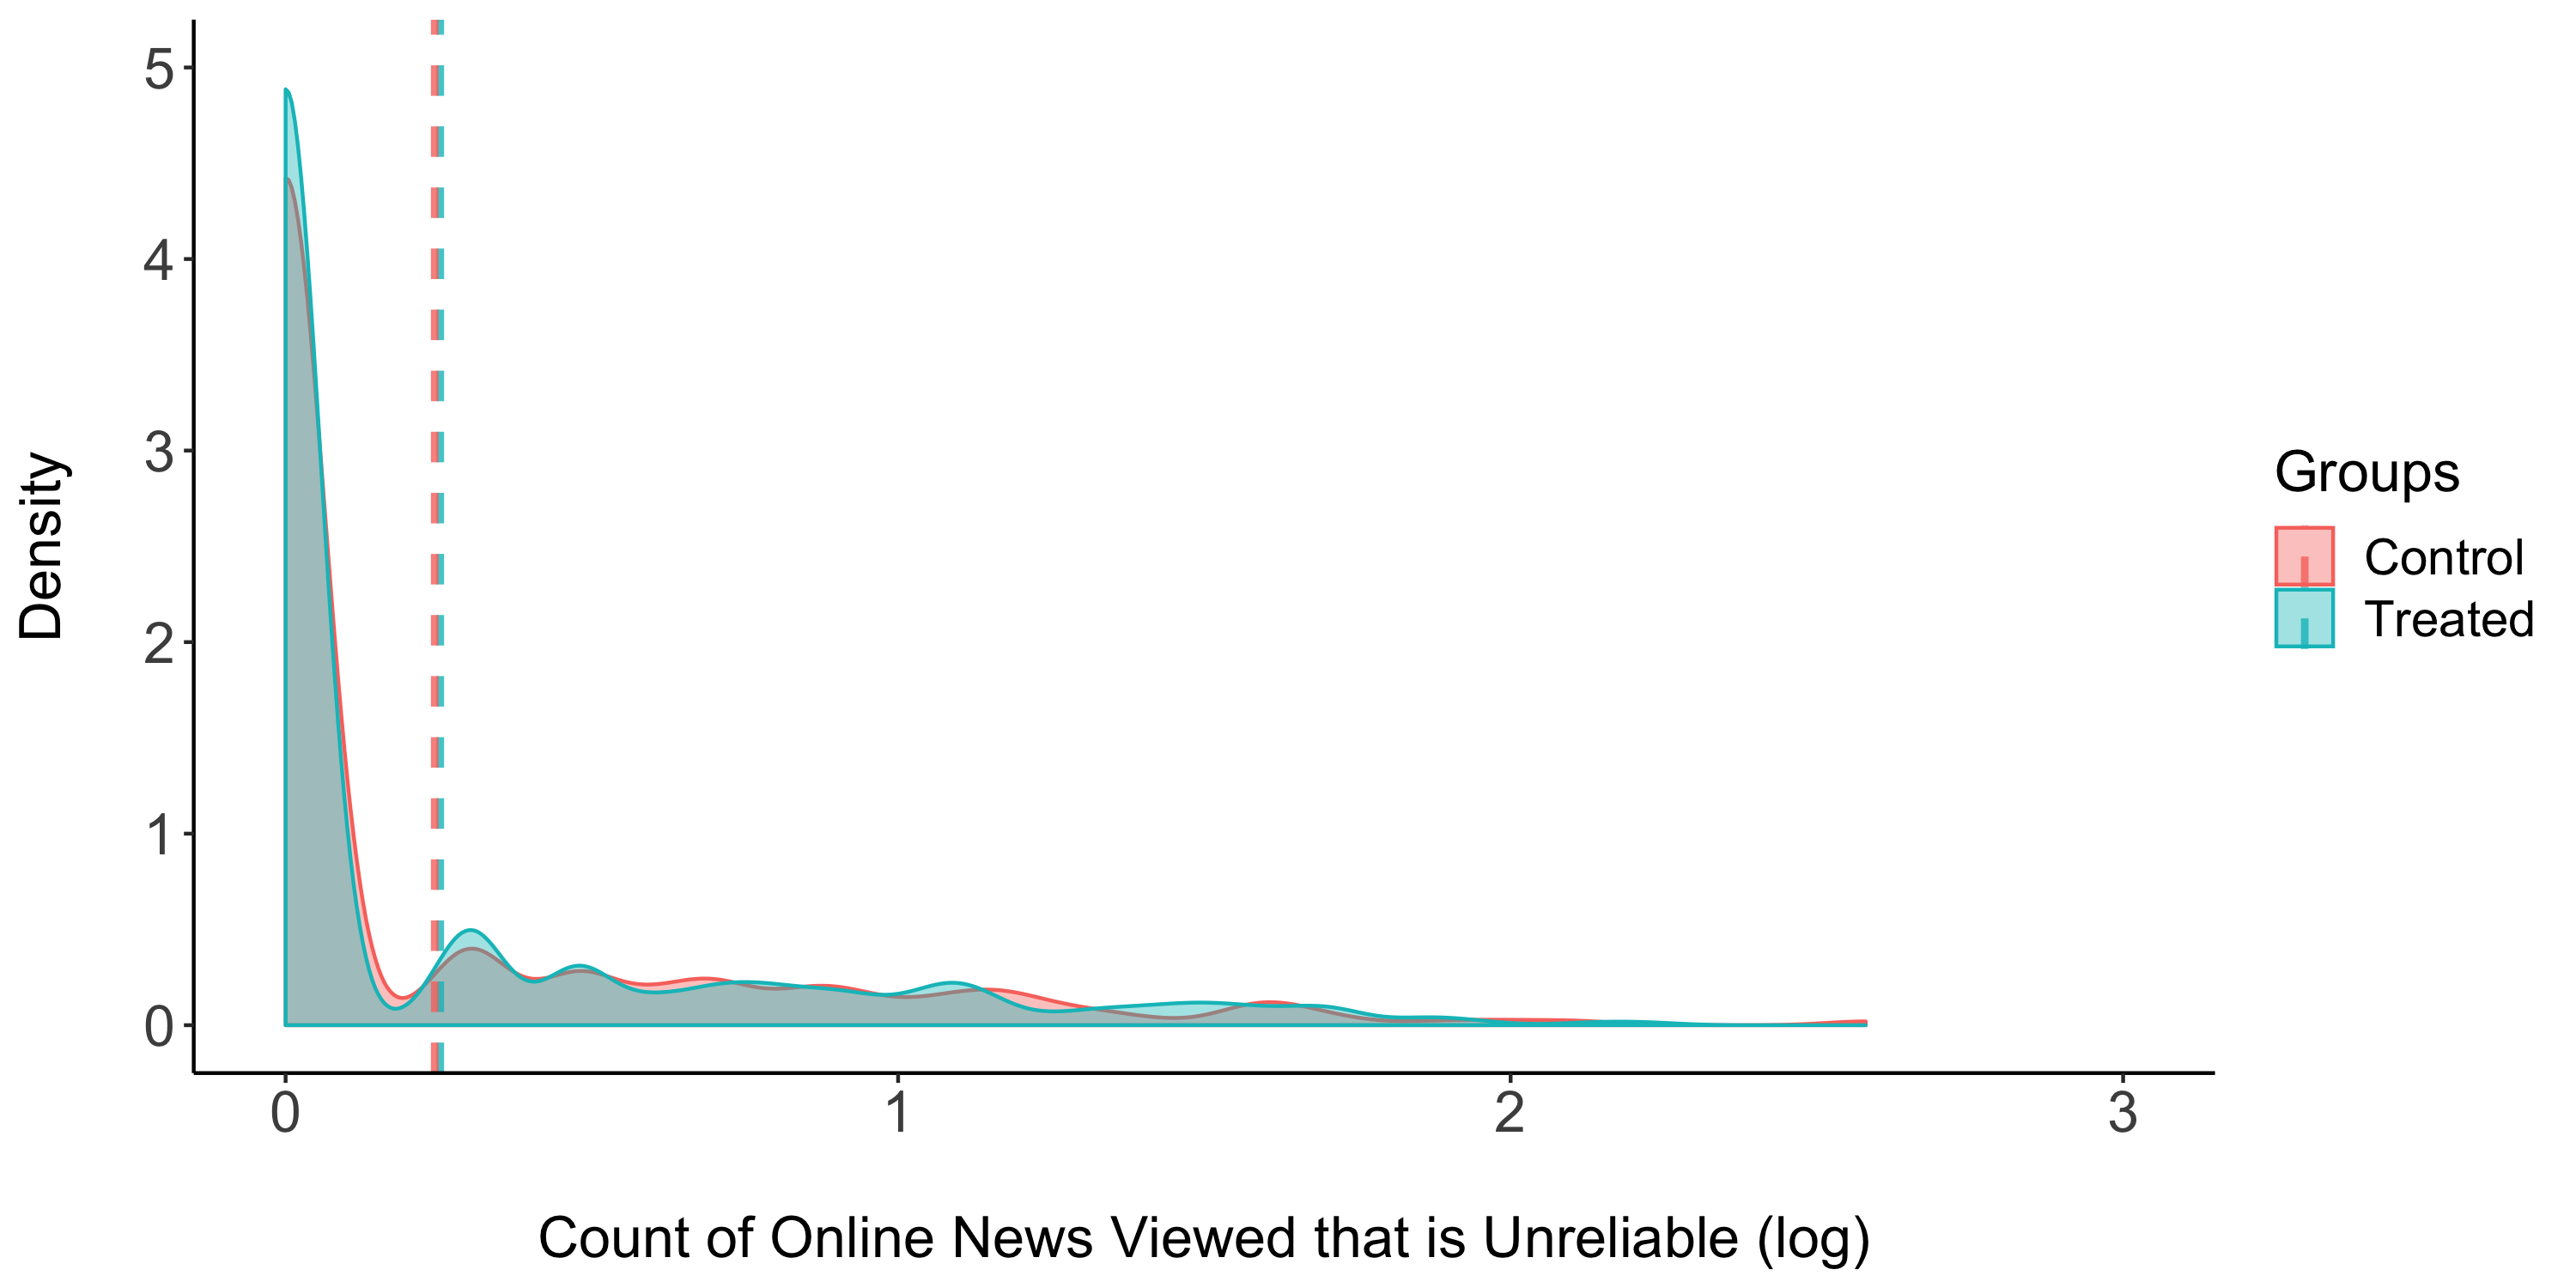 5
4
3
2
1
0
Density
0 1 2 3
Count of Online News Viewed that is Unreliable (log)
Groups
Control
Treated